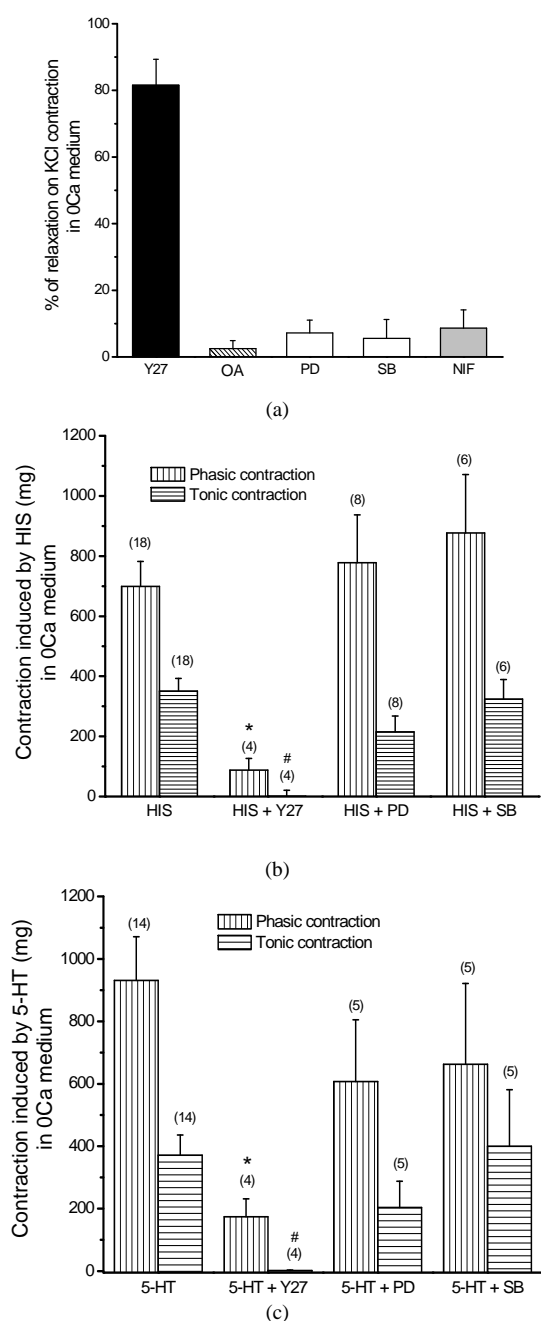 100
80
60
40
20
0
% of relaxation on KCl contraction
in 0Ca medium
Y27 OA PD SB NIF
(a)
1200
1000
800
600
400
200
0
Contraction induced by HIS (mg)
in 0Ca medium
Phasic contraction
Tonic contraction
(18)
(18)
*
(4)
#
(4)
(8)
(8)
(6)
(6)
HIS HIS + Y27 HIS + PD HIS + SB
(b)
1200
1000
800
600
400
200
0
Contraction induced by 5-HT (mg)
in 0Ca medium
Phasic contraction
Tonic contraction
(14)
(14)
*
(4)
#
(4)
(5)
(5)
(5)
(5)
5-HT 5-HT + Y27 5-HT + PD 5-HT + SB
(c)